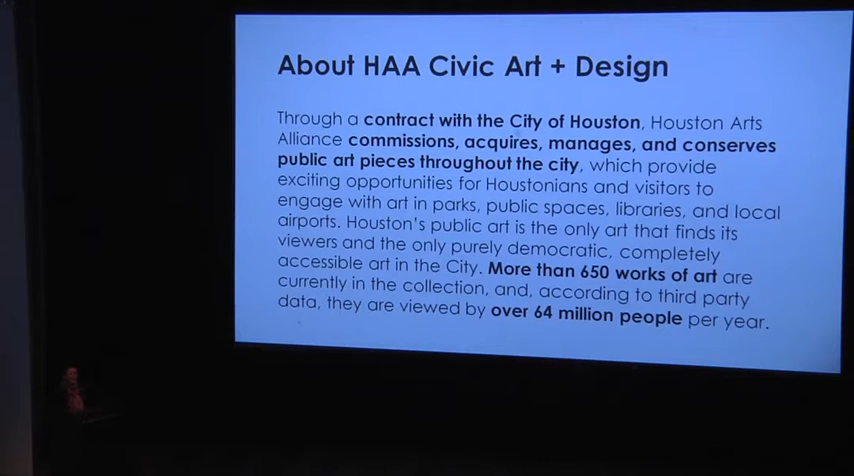 About HAA Civic Art + Design
Through a contract with the City of Houston, Houston Arts
Alliance commissions, acquires, manages, and conserves
public art pieces throughout the city, which provide
exciting opportunities for Houstonians and visitors to
engage with art in parks, public spaces, libraries, and local
airports. Houston's public art is the only art that finds its
viewers and the only purely democratic, completely
accessible art in the City. More than 650 works of art are
currently in the collection, and, according to third party
data, they are viewed by over 64 million people per year.